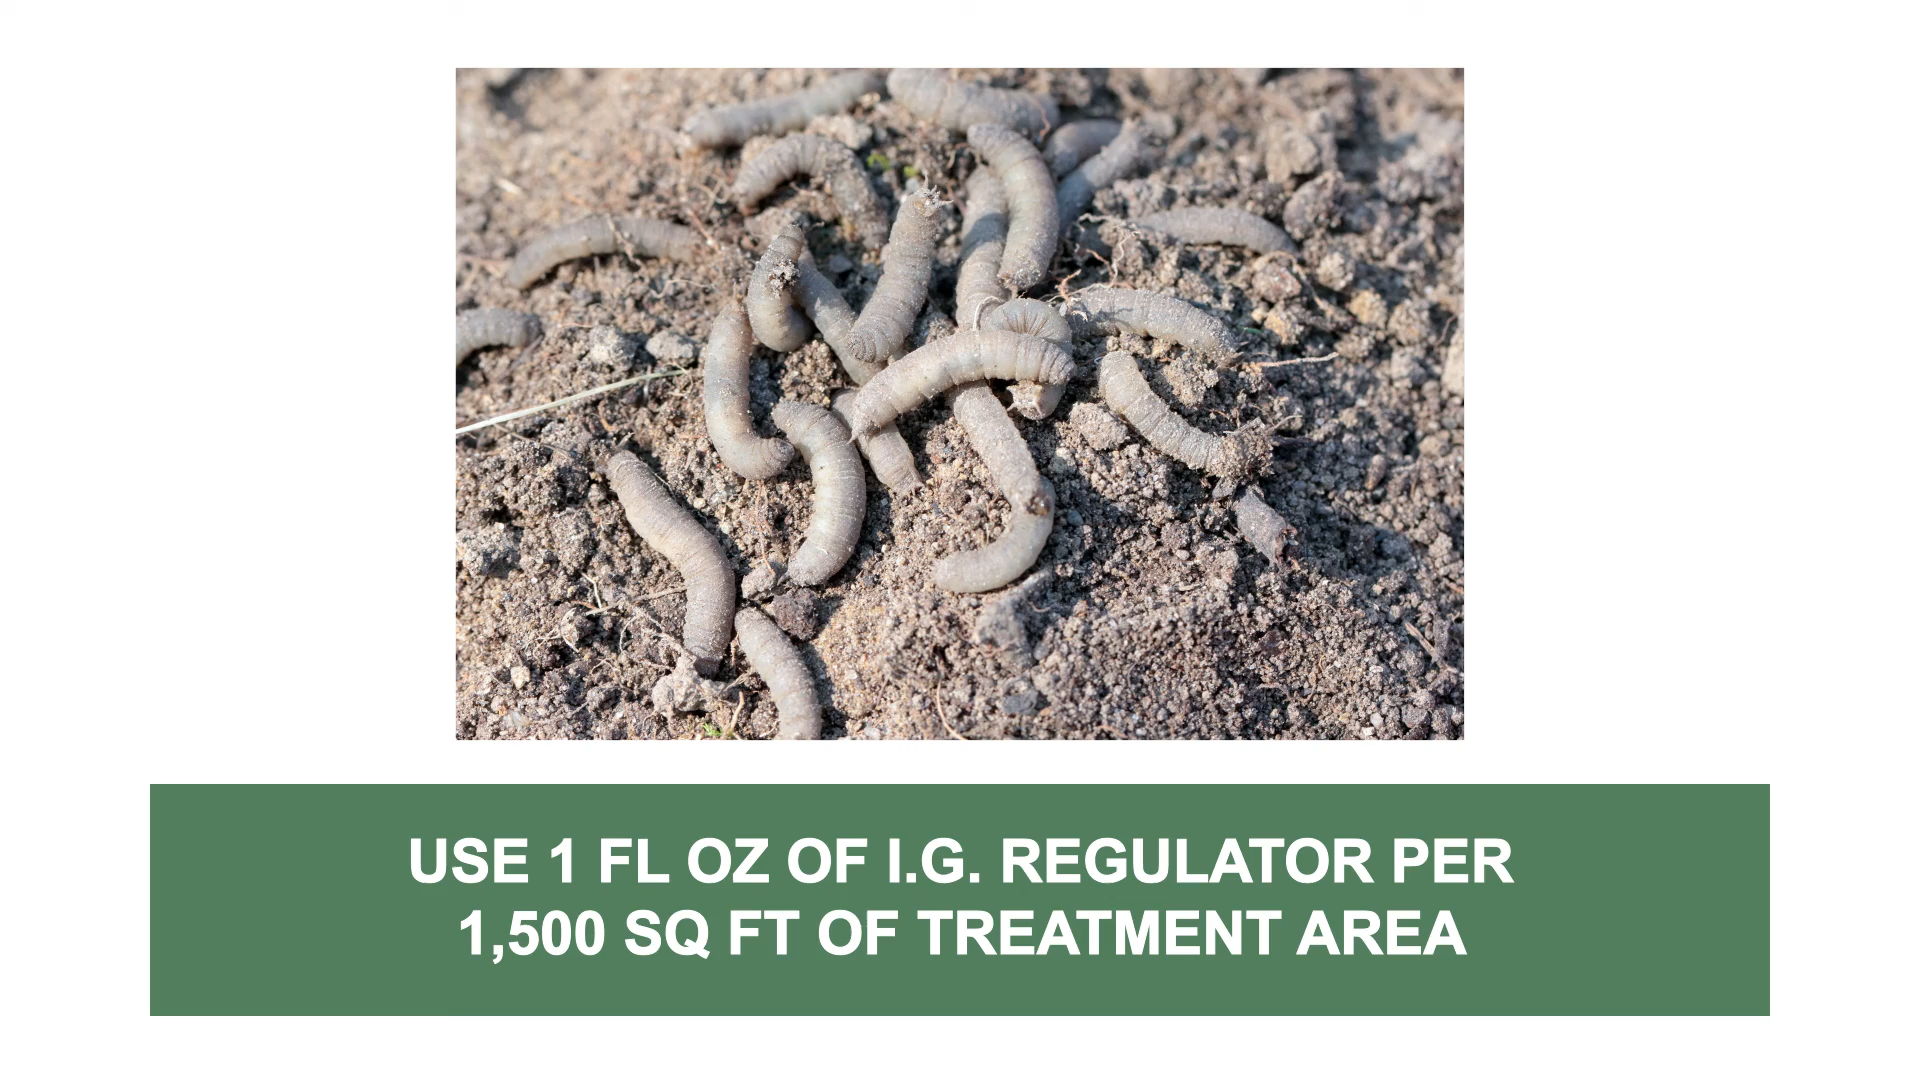 USE 1 FL OZ OF I.G. REGULATOR PER
1,500 SQ FT OF TREATMENT AREA